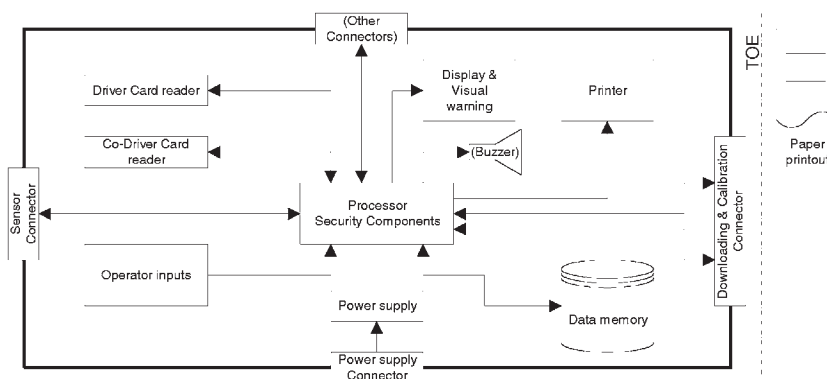 (Other
Connectors)
TOE
Driver Card reader
Display &
Visual
warning
Printer
Co-Driver Card
reader
(Buzzer)
Paper
printout
Sensor
Connector
Processor
Security Components
Downloading & Calibration
Connector
Operator inputs
Power supply
Data memory
Power supply
Connector